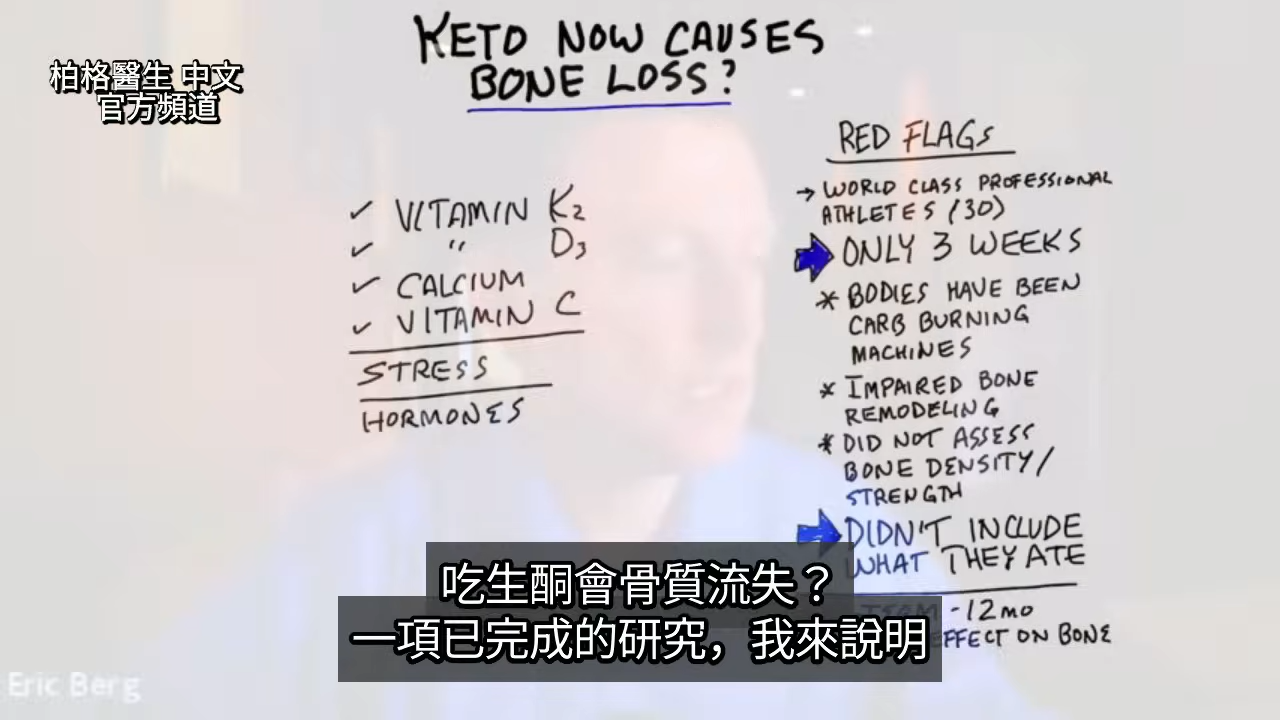 KETO NOW CAUSES
BONE LOSS?
柏格醫生 中文
官方頻道
✓ VITAMIN K2
✓ " D3
✓ CALCIUM
✓ VITAMIN C
STRESS
HORMONES
RED FLAGS
→ WORLD CLASS PROFESSIONAL
ATHLETES (30)
ONLY 3 WEEKS
* BODIES HAVE BEEN
CARB BURNING
MACHINES
* IMPAIRED BONE
REMODELING
* DID NOT ASSESS
BONE DENSITY/
STRENGTH
DIDN'T INCLUDE
WHAT THEY ATE
-12 MO
EFFECT ON BONE
吃生酮會骨質流失？
一項已完成的研究，我來說明
Eric Berg